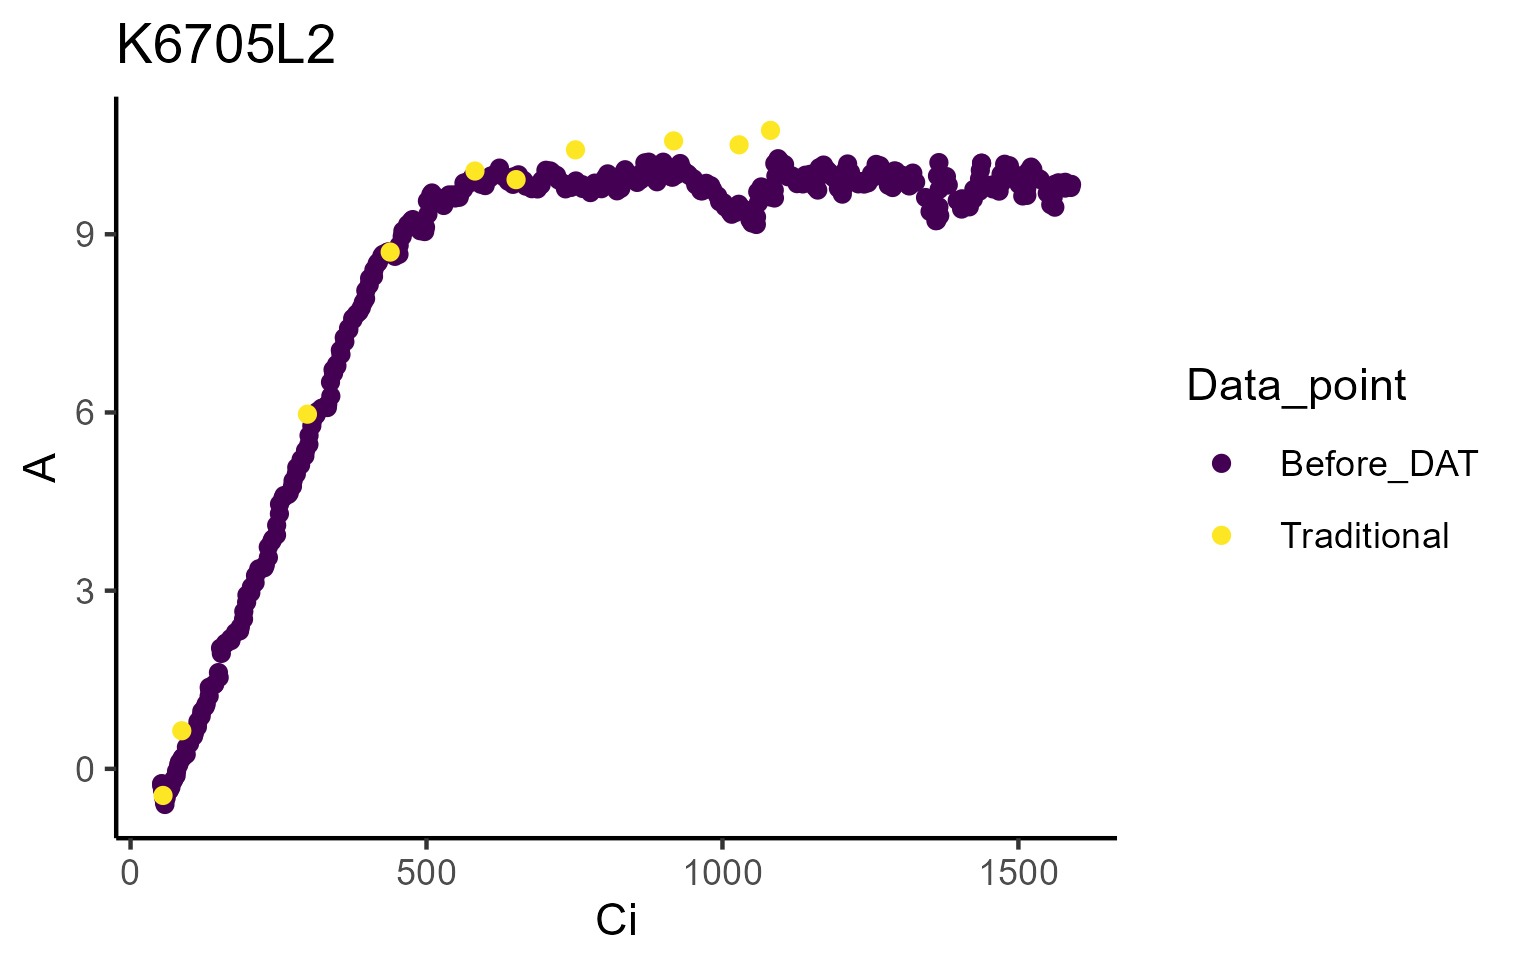 K6705L2
9
6
3
0
A
0 500 1000 1500
Ci
Data_point
Before_DAT
Traditional